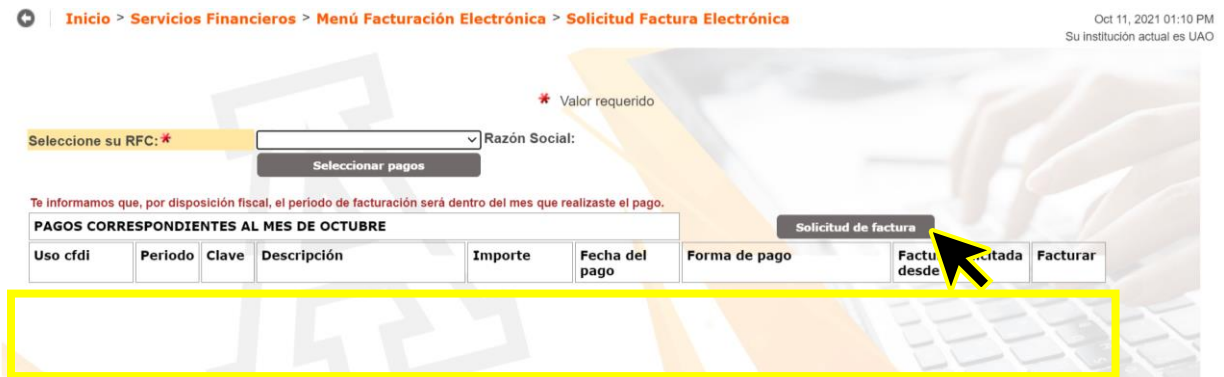 Inicio > Servicios Financieros > Menú Facturación Electrónica > Solicitud Factura Electrónica
Oct 11, 2021 01:10 PM
Su institución actual es UAO
* Valor requerido
Seleccione su RFC:* Razón Social:
Seleccionar pagos
Te informamos que, por disposición fiscal, el periodo de facturación será dentro del mes que realizaste el pago.
PAGOS CORRESPONDIENTES AL MES DE OCTUBRE
Solicitud de factura
Uso cfdi Periodo Clave Descripción Importe Fecha del pago Forma de pago desde Facturar